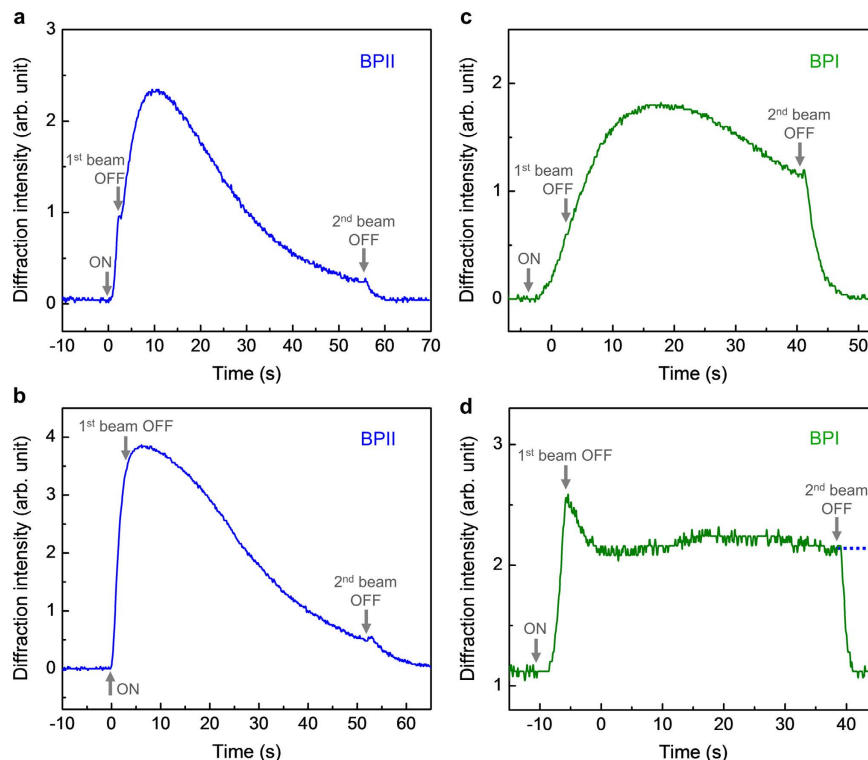 a
BPII
Diffraction intensity (arb. unit)
3
2
1
0
1st beam
OFF
ON
2nd beam
OFF
-10 0 10 20 30 40 50 60 70
Time (s)
c
BPI
Diffraction intensity (arb. unit)
2
1
0
2nd beam
OFF
1st beam
OFF
ON
0 10 20 30 40 50
Time (s)
b
1st beam OFF
BPII
Diffraction intensity (arb. unit)
4
3
2
1
0
2nd beam
OFF
ON
-10 0 10 20 30 40 50 60
Time (s)
d
BPI
Diffraction intensity (arb. unit)
3
2
1
1st beam OFF
2nd beam
OFF
ON
-10 0 10 20 30 40
Time (s)